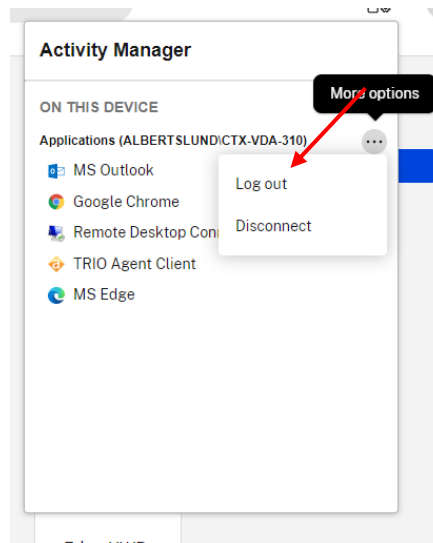 Activity Manager
More options
ON THIS DEVICE
Applications (ALBERTSLUND\CTX-VDA-310)
MS Outlook
Log out
Google Chrome
Remote Desktop Con
Disconnect
TRIO Agent Client
MS Edge